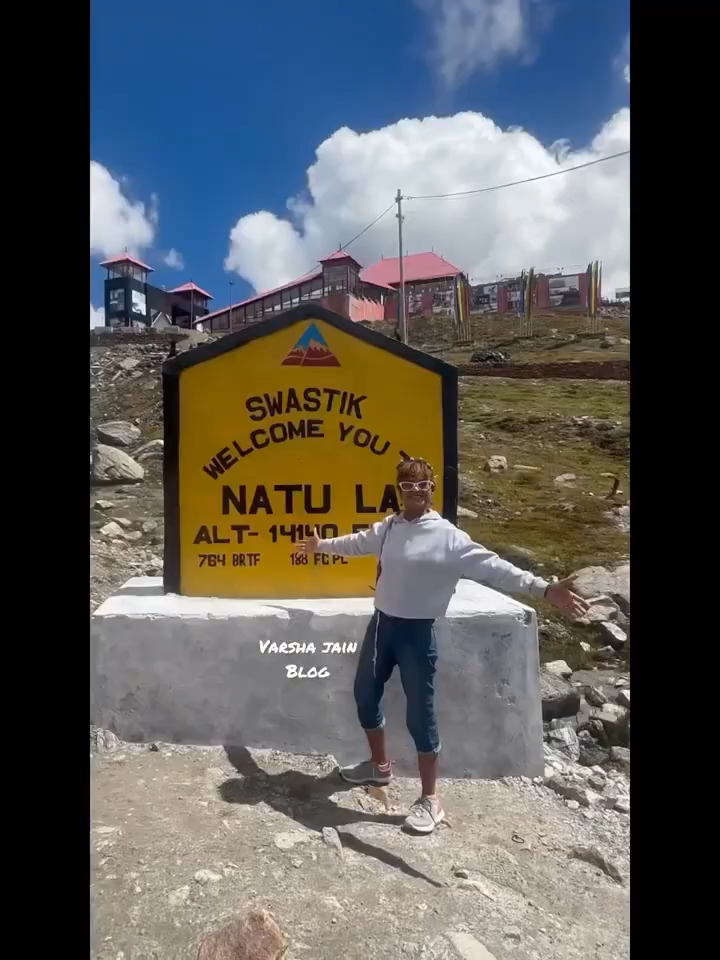 SWASTIK
WELCOME YOU
NATU LA
ALT- 14140
764 BRTF 188 FC PL
VARSHA JAIN
BLOG